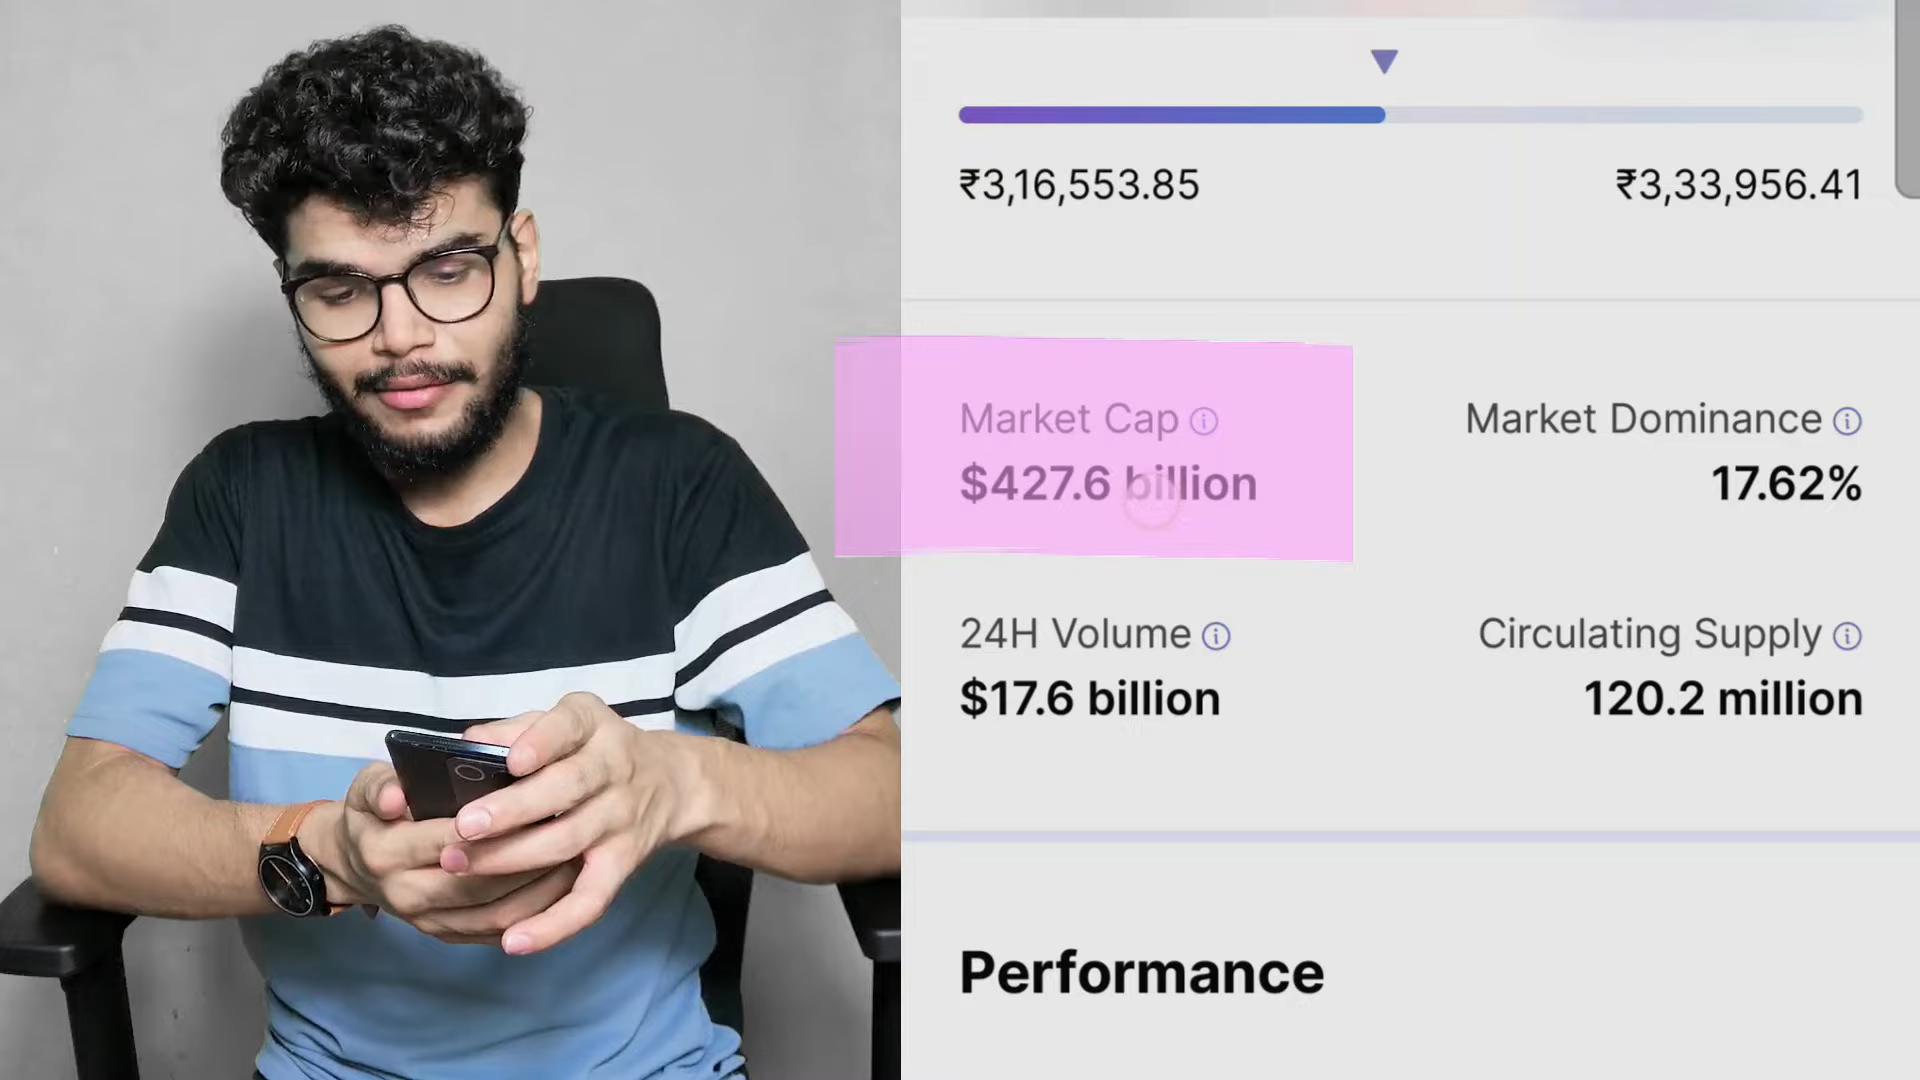 ₹3,16,553.85 ₹3,33,956.41
Market Cap Market Dominance
$427.6 billion 17.62%
24H Volume Circulating Supply
$17.6 billion 120.2 million
Performance